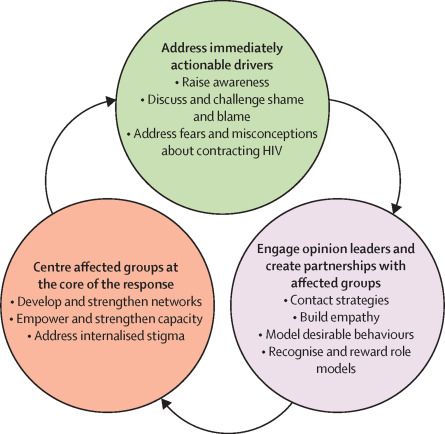 Address immediately
actionable drivers
• Raise awareness
• Discuss and challenge shame
and blame
• Address fears and misconceptions
about contracting HIV
Engage opinion leaders and
create partnerships with
affected groups
• Contact strategies
• Build empathy
• Model desirable behaviours
• Recognise and reward role
models
Centre affected groups at
the core of the response
• Develop and strengthen networks
• Empower and strengthen capacity
• Address internalised stigma